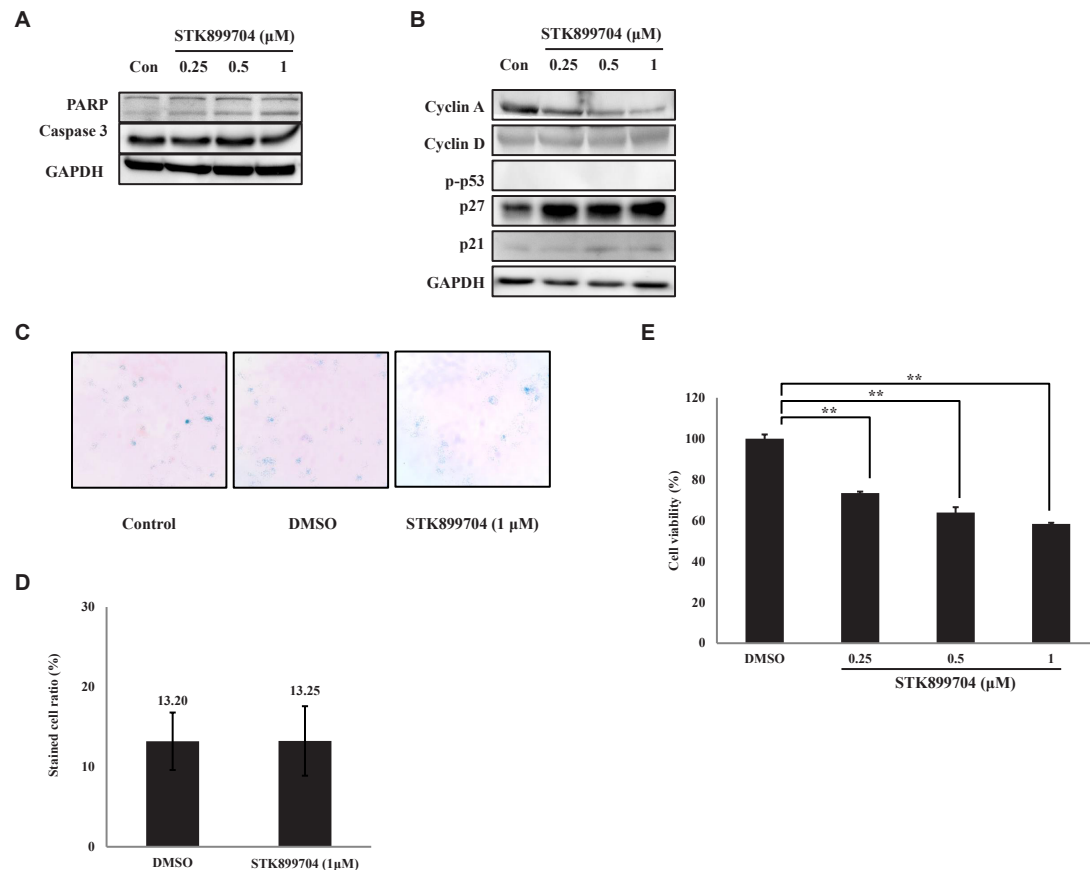 A
STK899704 (μM)
Con 0.25 0.5 1
PARP
Caspase 3
GAPDH
B
STK899704 (μM)
Con 0.25 0.5 1
Cyclin A
Cyclin D
p-p53
p27
p21
GAPDH
C
Control DMSO STK899704 (1 μM)
D
Stained cell ratio (%)
30
20
10
0
13.20
13.25
DMSO STK899704 (1μM)
E
Cell viability (%)
120
100
80
60
40
20
0
**
**
**
DMSO 0.25 0.5 1
STK899704 (μM)